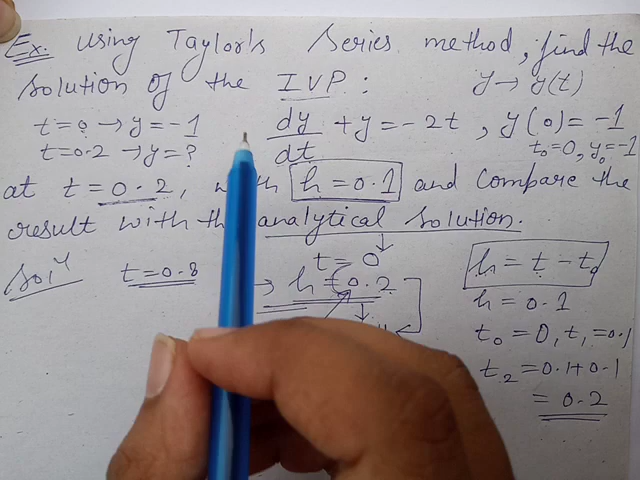 Ex. Using Taylor's Series method, find the
solution of the IVP: y → y(t)
t=0 → y=-1 dy/dt + y = -2t, y(0) = -1
t=0.2 → y=? t₀=0, y₀=-1
at t=0.2, h=0.1 and compare the
result with the analytical solution.
Solⁿ t=0.8 t=0 h = t - t₀
→ h=0.2 h=0.1
t₀=0, t₁=0.1
t₂=0.1+0.1
=0.2